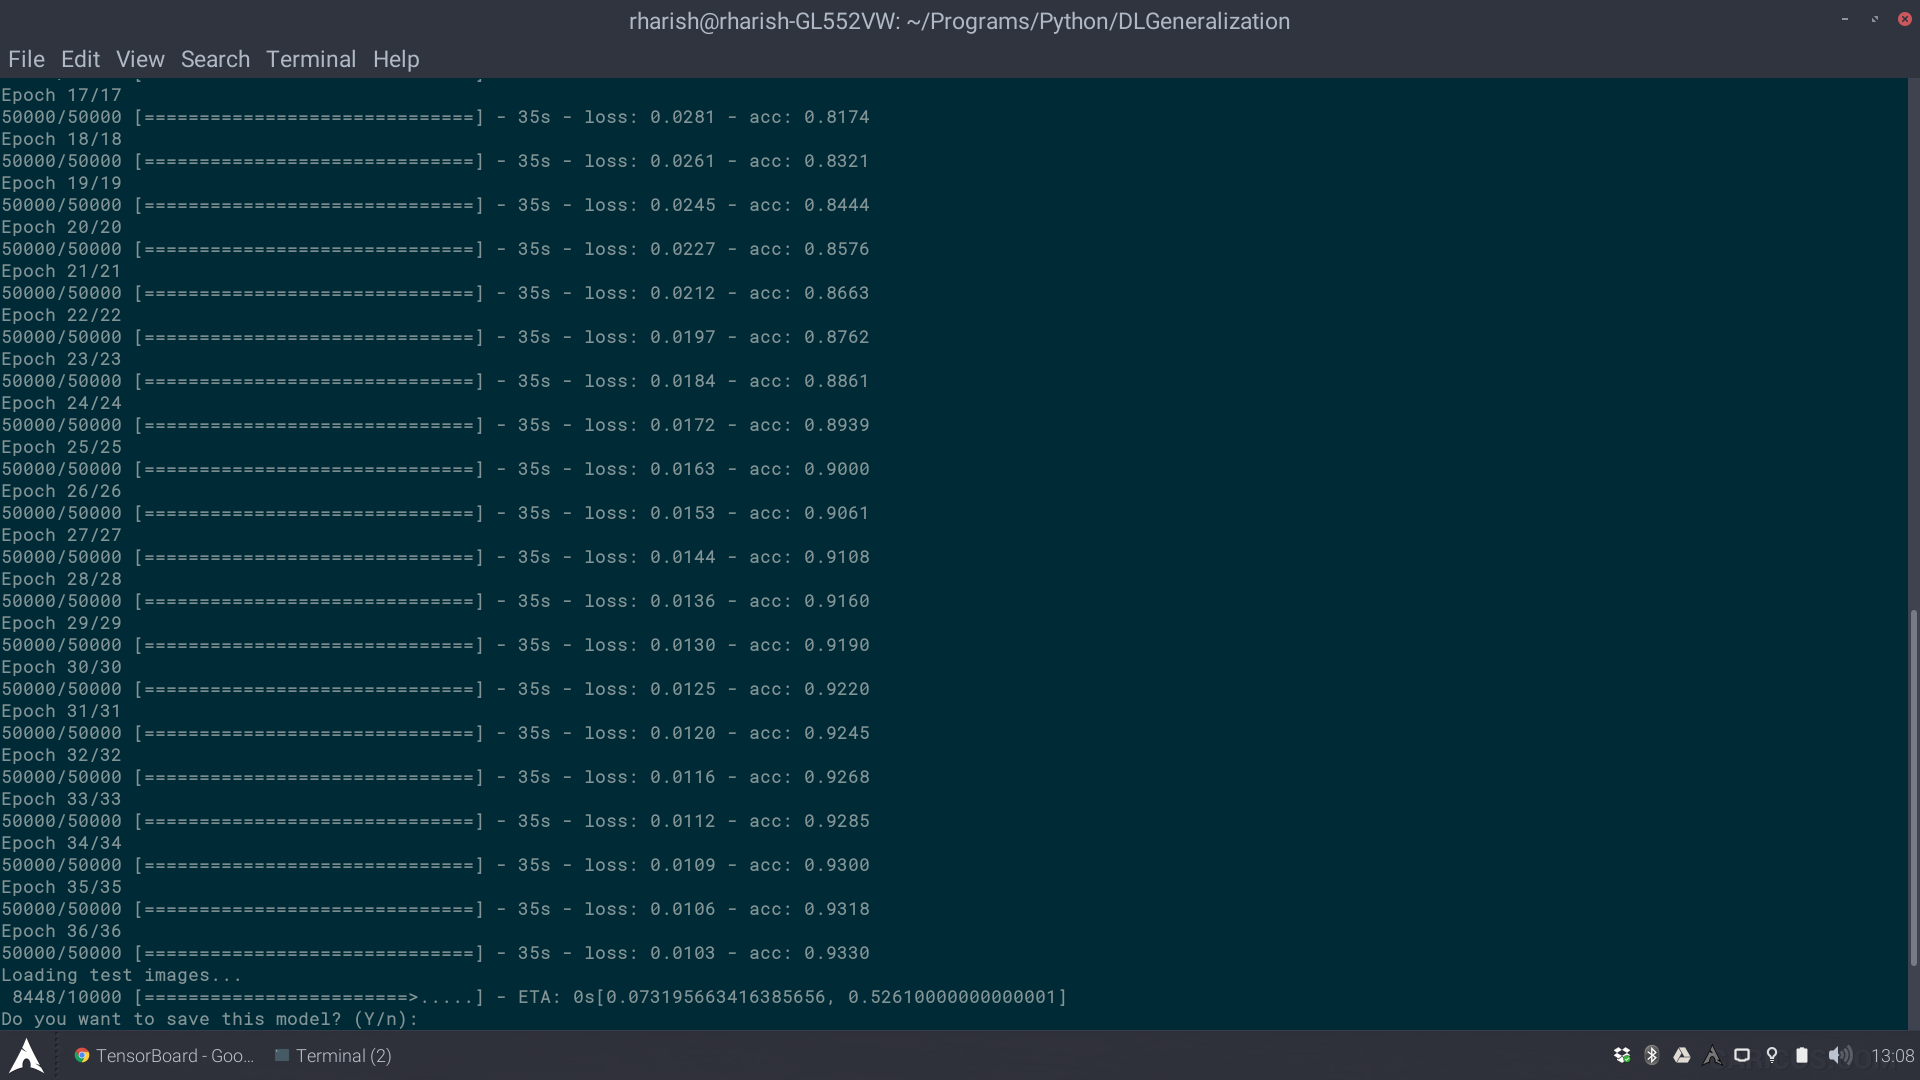 rharish@rharish-GL552VW: ~/Programs/Python/DLGeneralization
File Edit View Search Terminal Help
Epoch 17/17
50000/50000 [==============================] - 35s - loss: 0.0281 - acc: 0.8174
Epoch 18/18
50000/50000 [==============================] - 35s - loss: 0.0261 - acc: 0.8321
Epoch 19/19
50000/50000 [==============================] - 35s - loss: 0.0245 - acc: 0.8444
Epoch 20/20
50000/50000 [==============================] - 35s - loss: 0.0227 - acc: 0.8576
Epoch 21/21
50000/50000 [==============================] - 35s - loss: 0.0212 - acc: 0.8663
Epoch 22/22
50000/50000 [==============================] - 35s - loss: 0.0197 - acc: 0.8762
Epoch 23/23
50000/50000 [==============================] - 35s - loss: 0.0184 - acc: 0.8861
Epoch 24/24
50000/50000 [==============================] - 35s - loss: 0.0172 - acc: 0.8939
Epoch 25/25
50000/50000 [==============================] - 35s - loss: 0.0163 - acc: 0.9000
Epoch 26/26
50000/50000 [==============================] - 35s - loss: 0.0153 - acc: 0.9061
Epoch 27/27
50000/50000 [==============================] - 35s - loss: 0.0144 - acc: 0.9108
Epoch 28/28
50000/50000 [==============================] - 35s - loss: 0.0136 - acc: 0.9160
Epoch 29/29
50000/50000 [==============================] - 35s - loss: 0.0130 - acc: 0.9190
Epoch 30/30
50000/50000 [==============================] - 35s - loss: 0.0125 - acc: 0.9220
Epoch 31/31
50000/50000 [==============================] - 35s - loss: 0.0120 - acc: 0.9245
Epoch 32/32
50000/50000 [==============================] - 35s - loss: 0.0116 - acc: 0.9268
Epoch 33/33
50000/50000 [==============================] - 35s - loss: 0.0112 - acc: 0.9285
Epoch 34/34
50000/50000 [==============================] - 35s - loss: 0.0109 - acc: 0.9300
Epoch 35/35
50000/50000 [==============================] - 35s - loss: 0.0106 - acc: 0.9318
Epoch 36/36
50000/50000 [==============================] - 35s - loss: 0.0103 - acc: 0.9330
Loading test images...
8448/10000 [========================>.....] - ETA: 0s[0.073195663416385656, 0.52610000000000001]
Do you want to save this model? (Y/n):
TensorBoard - Goo... Terminal (2) 13:08